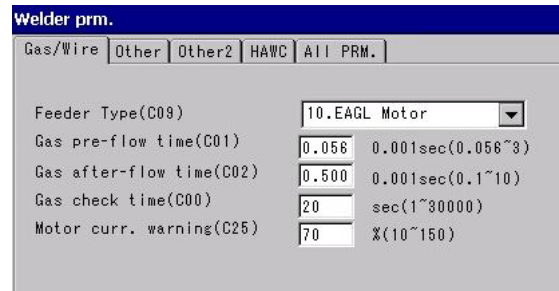 Welder prm.
Gas/Wire Other Other2 HAWC All PRM.
Feeder Type(C09) 10.EAGL Motor
Gas pre-flow time(C01) 0.056 0.001sec(0.056~3)
Gas after-flow time(C02) 0.500 0.001sec(0.1~10)
Gas check time(C00) 20 sec(1~30000)
Motor curr. warning(C25) 70 %(10~150)